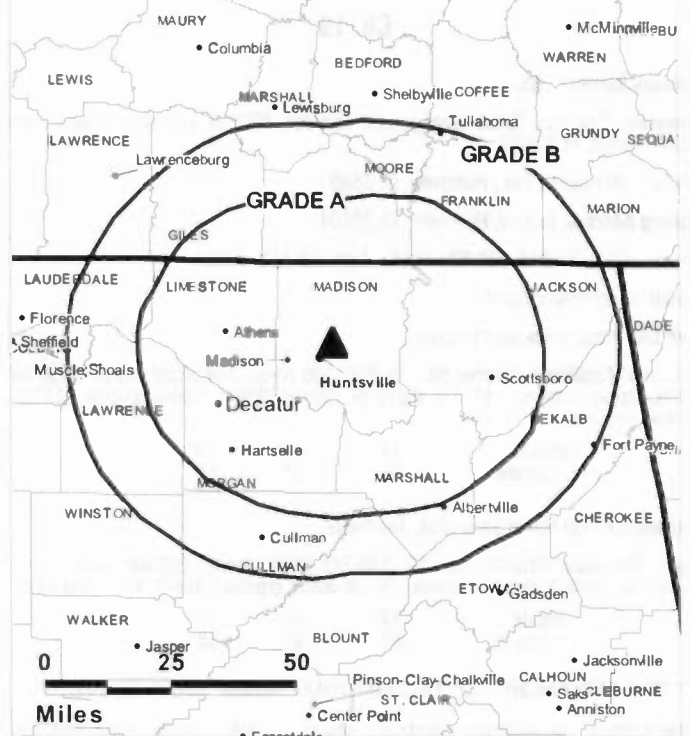 MAURY
McMinnville
Columbia
WARREN
BEDFORD
LEWIS
Shelbyville COFFEE
MARSHALL
Lewisburg
Tullahoma
LAWRENCE
GRUNDY
SEQUA
GRADE B
Lawrenceburg
MOORE
GRADE A
FRANKLIN
MARION
GILES
LAUDERDALE
LIMESTONE
MADISON
JACKSON
Florence
Athens
DADE
Sheffield
Madison
Muscle Shoals
Huntsville
Scottsboro
LAWRENCE
Decatur
DEKALB
Hartselle
Fort Payne
MORGAN
MARSHALL
WINSTON
Albertville
CHEROKEE
Cullman
CULLMAN
ETOWA
Gadsden
WALKER
BLOUNT
Jasper
0 25 50
Miles
Jacksonville
Pinson-Clay-Chalkville
CALHOUN
ST. CLAIR
Saks
CLEBURNE
Center Point
Anniston